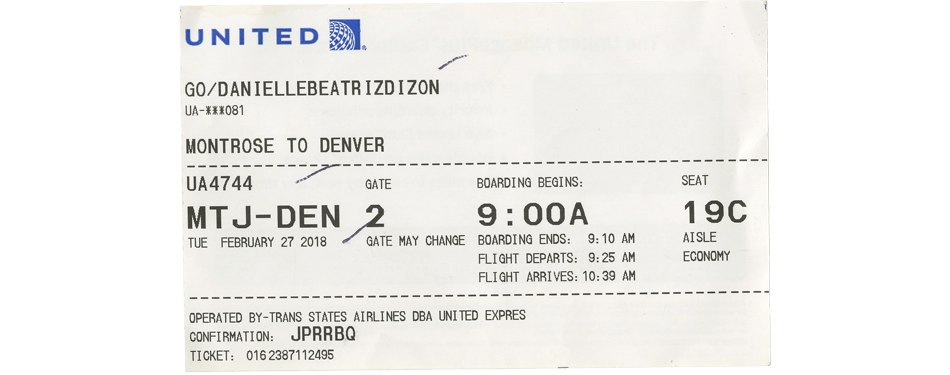 UNITED
GO/DANIELLEBEATRIZDIZON
UA-***081
MONTROSE TO DENVER
UA4744 GATE BOARDING BEGINS: SEAT
MTJ-DEN 2 9:00A 19C
TUE FEBRUARY 27 2018 GATE MAY CHANGE BOARDING ENDS: 9:10 AM AISLE
FLIGHT DEPARTS: 9:25 AM ECONOMY
FLIGHT ARRIVES: 10:39 AM
OPERATED BY-TRANS STATES AIRLINES DBA UNITED EXPRES
CONFIRMATION: JPRRBQ
TICKET: 016 2387112495